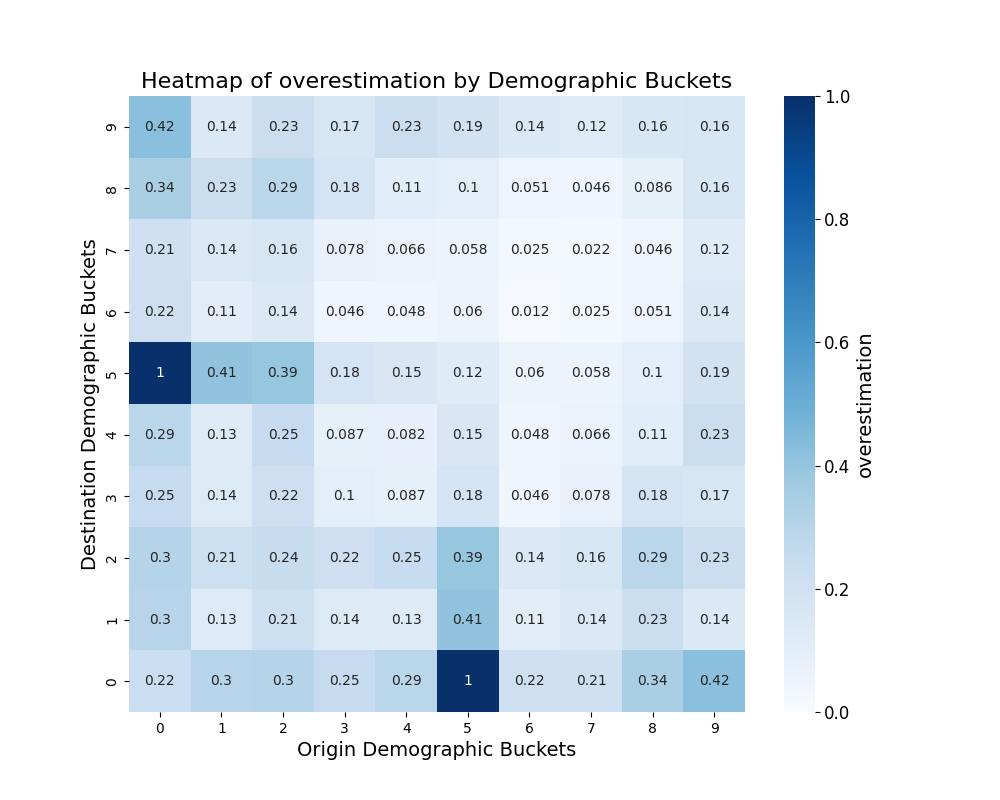 Heatmap of overestimation by Demographic Buckets
9 0.42 0.14 0.23 0.17 0.23 0.19 0.14 0.12 0.16 0.16
8 0.34 0.23 0.29 0.18 0.11 0.1 0.051 0.046 0.086 0.16
7 0.21 0.14 0.16 0.078 0.066 0.058 0.025 0.022 0.046 0.12
6 0.22 0.11 0.14 0.046 0.048 0.06 0.012 0.025 0.051 0.14
5 1 0.41 0.39 0.18 0.15 0.12 0.06 0.058 0.1 0.19
4 0.29 0.13 0.25 0.087 0.082 0.15 0.048 0.066 0.11 0.23
3 0.25 0.14 0.22 0.1 0.087 0.18 0.046 0.078 0.18 0.17
2 0.3 0.21 0.24 0.22 0.25 0.39 0.14 0.16 0.29 0.23
1 0.3 0.13 0.21 0.14 0.13 0.41 0.11 0.14 0.23 0.14
0 0.22 0.3 0.3 0.25 0.29 1 0.22 0.21 0.34 0.42
0 1 2 3 4 5 6 7 8 9
Origin Demographic Buckets
Destination Demographic Buckets
1.0
0.8
0.6
0.4
0.2
0.0
overestimation